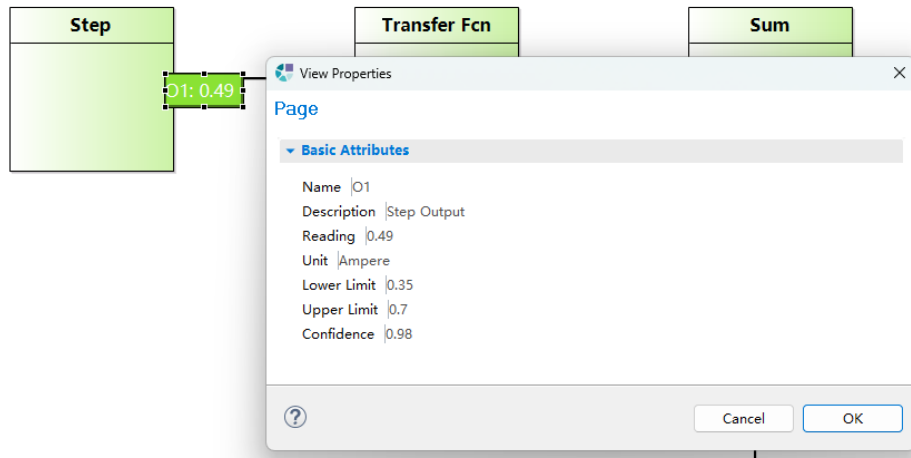 Step
Transfer Fcn
Sum
O1: 0.49
View Properties
Page
Basic Attributes
Name O1
Description Step Output
Reading 0.49
Unit Ampere
Lower Limit 0.35
Upper Limit 0.7
Confidence 0.98
?
Cancel
OK